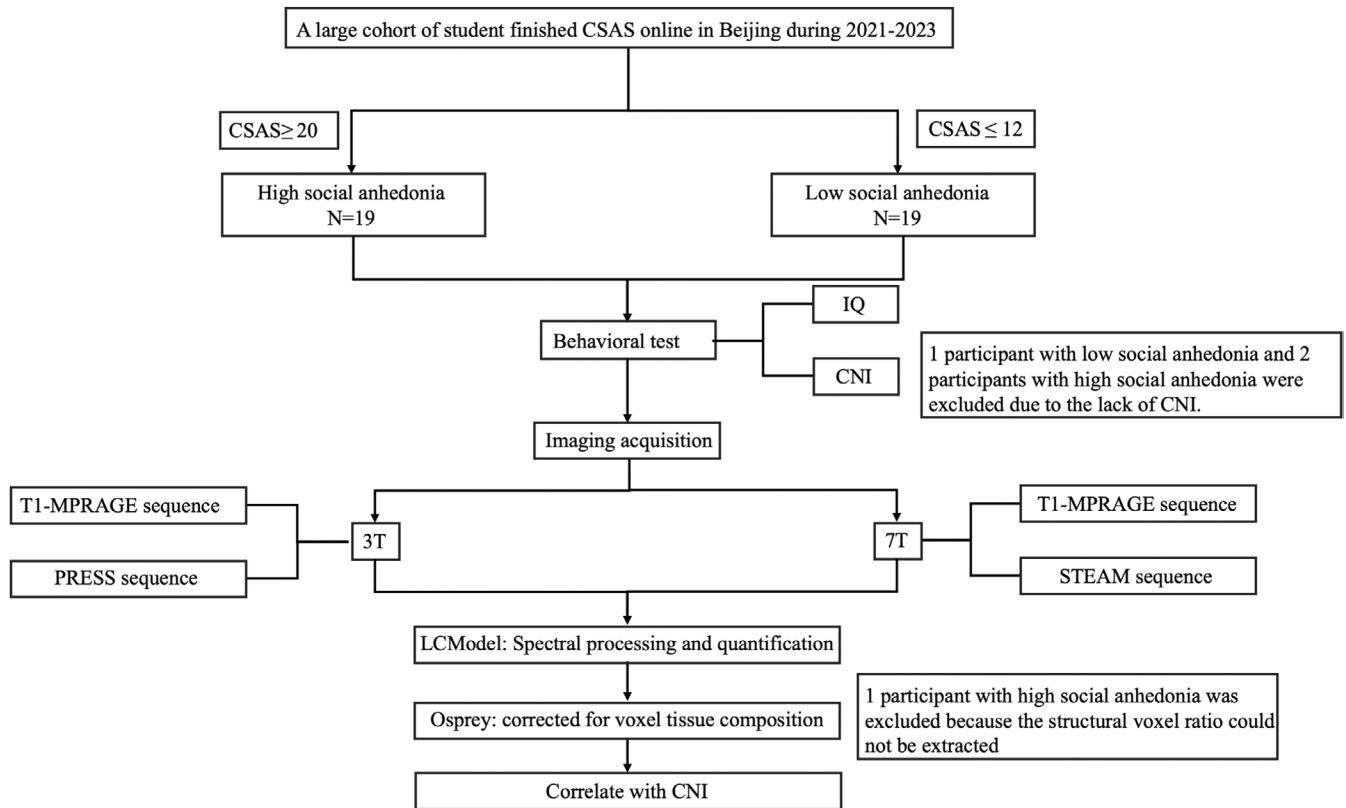 A large cohort of student finished CSAS online in Beijing during 2021-2023
CSAS≥ 20
CSAS ≤ 12
High social anhedonia
N=19
Low social anhedonia
N=19
IQ
Behavioral test
CNI
1 participant with low social anhedonia and 2
participants with high social anhedonia were
excluded due to the lack of CNI.
Imaging acquisition
T1-MPRAGE sequence
T1-MPRAGE sequence
3T
7T
PRESS sequence
STEAM sequence
LCModel: Spectral processing and quantification
Osprey: corrected for voxel tissue composition
1 participant with high social anhedonia was
excluded because the structural voxel ratio could
not be extracted
Correlate with CNI